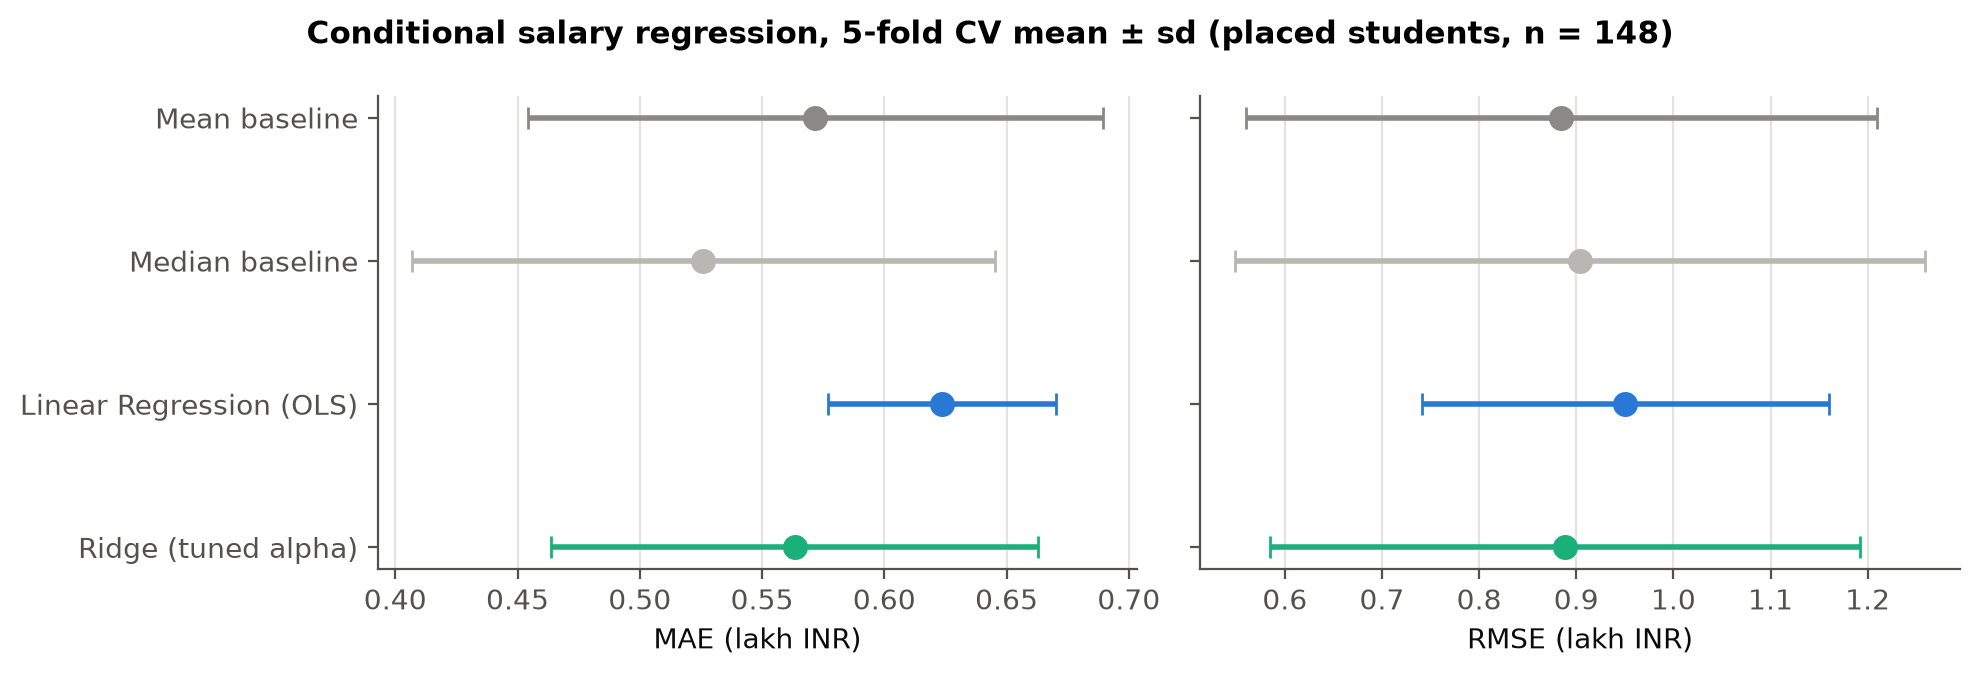 Conditional salary regression, 5-fold CV mean ± sd (placed students, n = 148)
Mean baseline
Median baseline
Linear Regression (OLS)
Ridge (tuned alpha)
0.40 0.45 0.50 0.55 0.60 0.65 0.70
MAE (lakh INR)
0.6 0.7 0.8 0.9 1.0 1.1 1.2
RMSE (lakh INR)